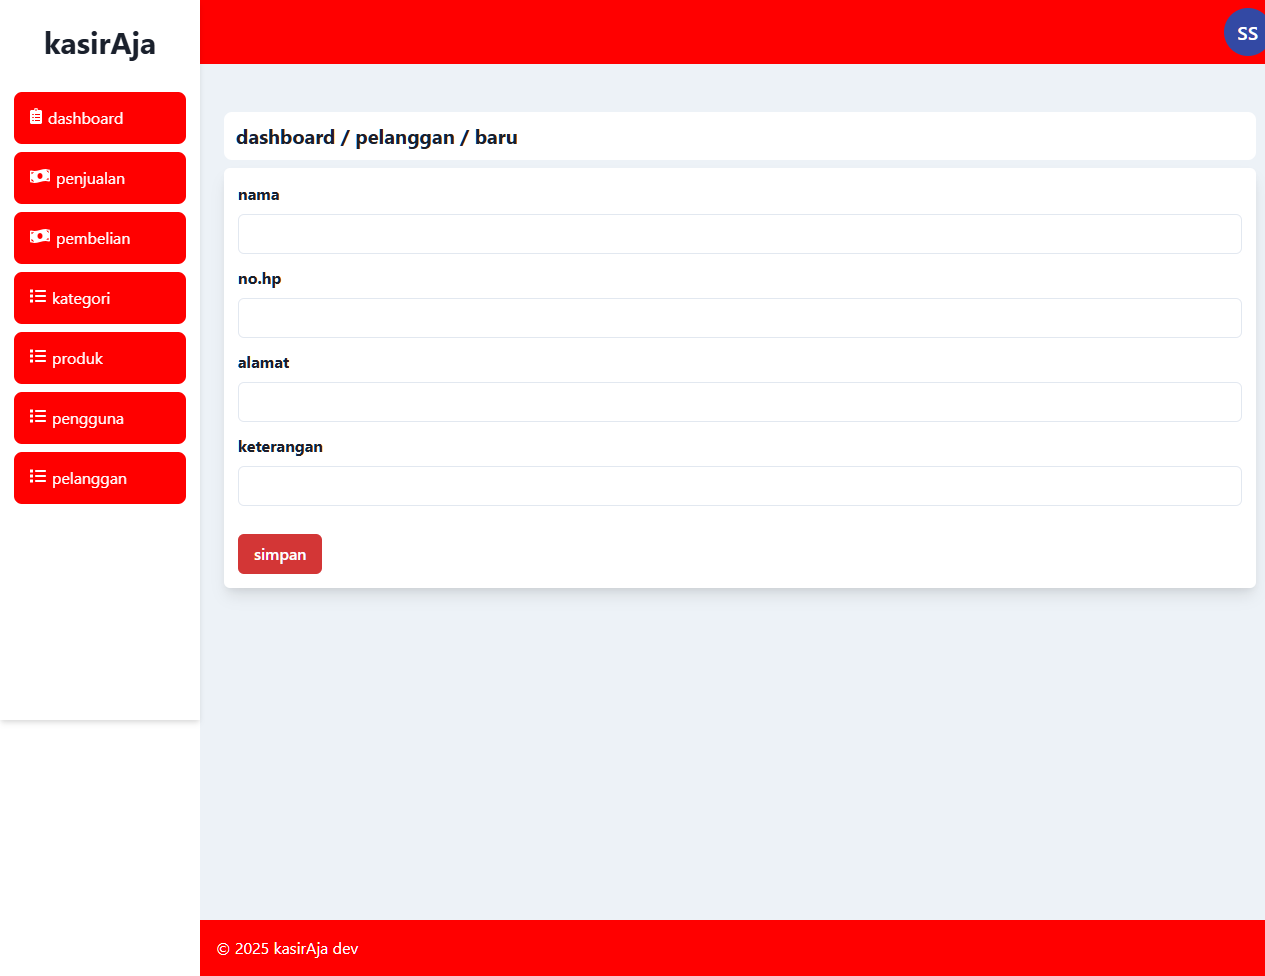 kasirAja
dashboard
penjualan
pembelian
kategori
produk
pengguna
pelanggan
SS
dashboard / pelanggan / baru
nama
no.hp
alamat
keterangan
simpan
© 2025 kasirAja dev